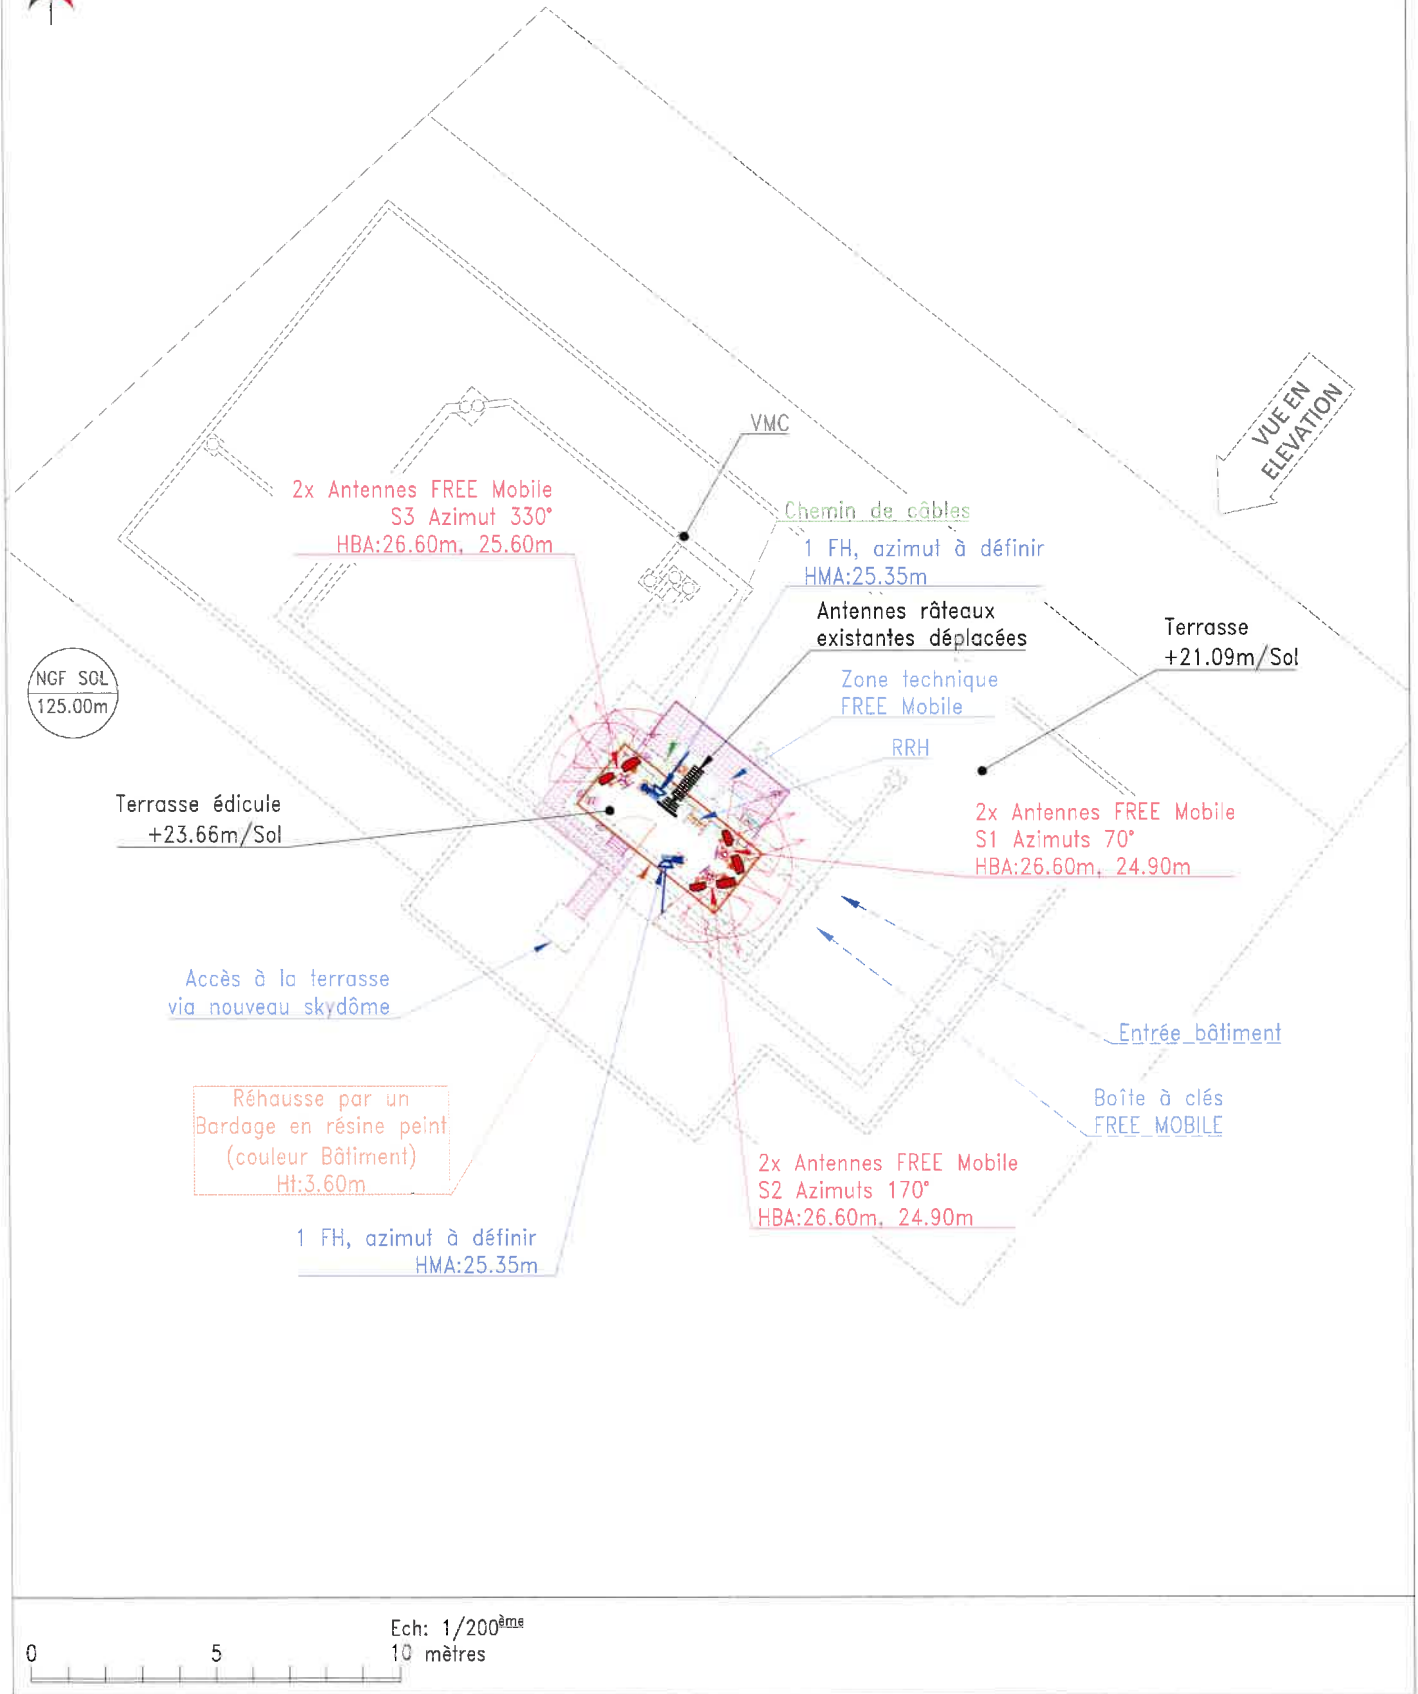 VUE EN
ELEVATION
VMC
2x Antennes FREE Mobile
S3 Azimut 330°
HBA:26.60m, 25.60m
Chemin de câbles
1 FH, azimut à définir
HMA:25.35m
Antennes râteaux
existantes déplacées
Terrasse
+21.09m/Sol
NGF SOL
125.00m
Zone technique
FREE Mobile
RRH
Terrasse édicule
+23.66m/Sol
2x Antennes FREE Mobile
S1 Azimuts 70°
HBA:26.60m, 24.90m
Accès à la terrasse
via nouveau skydôme
Entrée bâtiment
Réhausse par un
Bardage en résine peint
(couleur Bâtiment)
Ht:3.60m
Boîte à clés
FREE MOBILE
2x Antennes FREE Mobile
S2 Azimuts 170°
HBA:26.60m, 24.90m
1 FH, azimut à définir
HMA:25.35m
Ech: 1/200ème
0 5 10 mètres